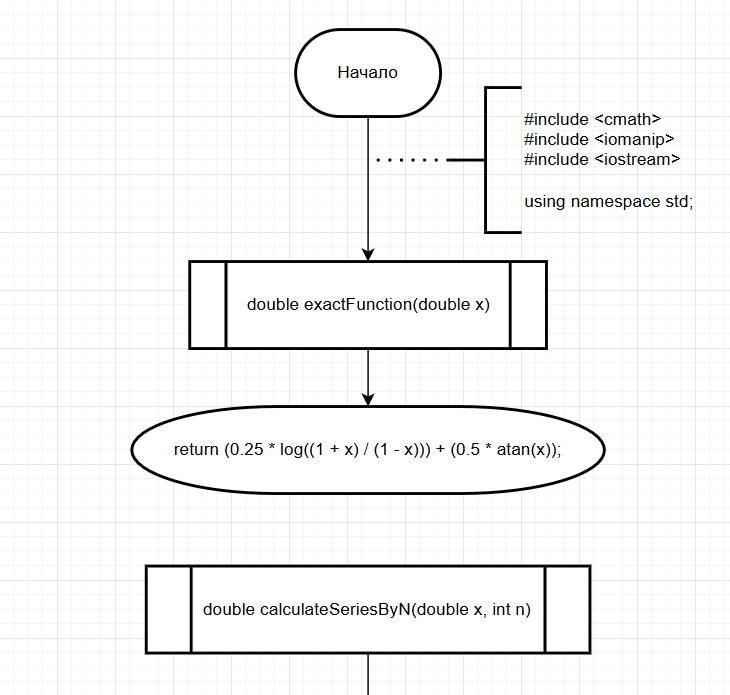 Начало
#include <cmath>
#include <iomanip>
#include <iostream>
using namespace std;
double exactFunction(double x)
return (0.25 * log((1 + x) / (1 - x))) + (0.5 * atan(x));
double calculateSeriesByN(double x, int n)